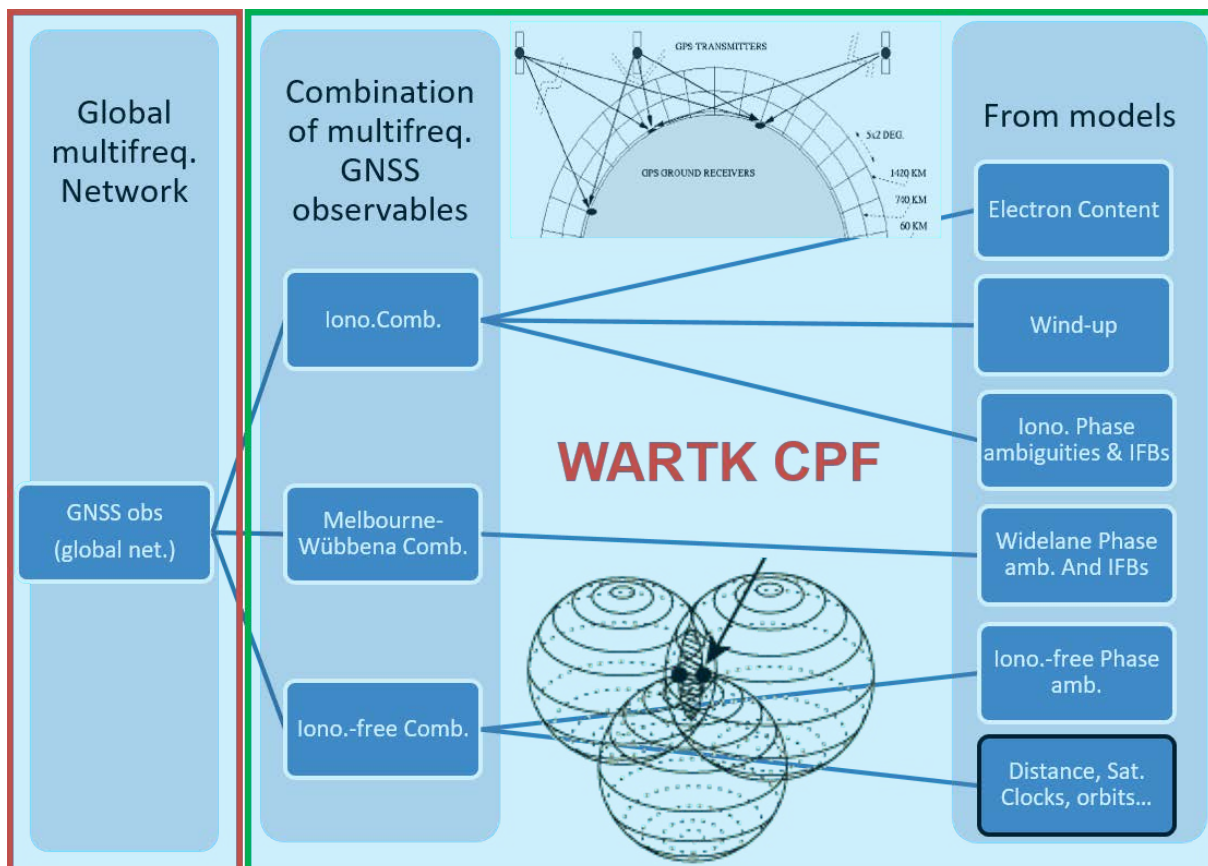 Global
multifreq.
Network
GNSS obs
(global net.)
Combination
of multifreq.
GNSS
observables
Iono.Comb.
Melbourne-
Wübbena Comb.
Iono.-free Comb.
GPS TRANSMITTERS
GPS GROUND RECEIVERS
5x2 DEG.
1420 KM
740 KM
60 KM
WARTK CPF
From models
Electron Content
Wind-up
Iono. Phase
ambiguities & IFBs
Widelane Phase
amb. And IFBs
Iono.-free Phase
amb.
Distance, Sat.
Clocks, orbits...